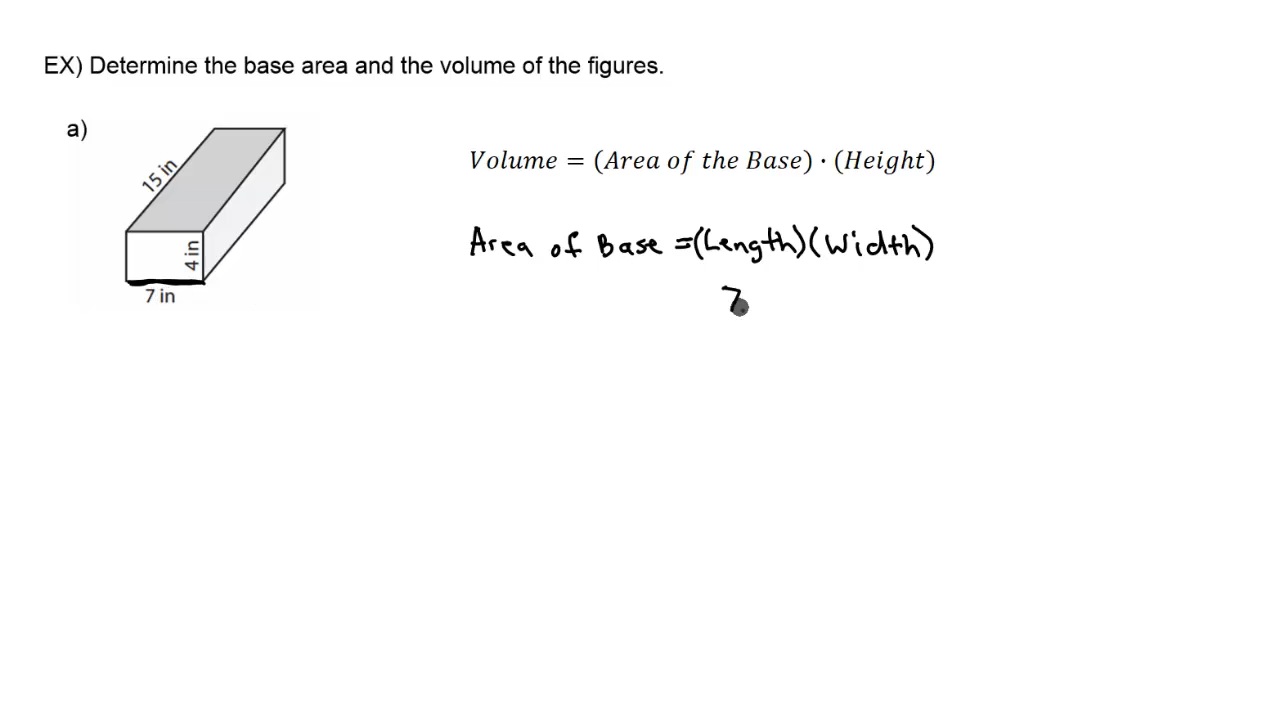 EX) Determine the base area and the volume of the figures.
a)
15 in
4 in
7 in
Volume = (Area of the Base) · (Height)
Area of Base =(Length)(Width)
7